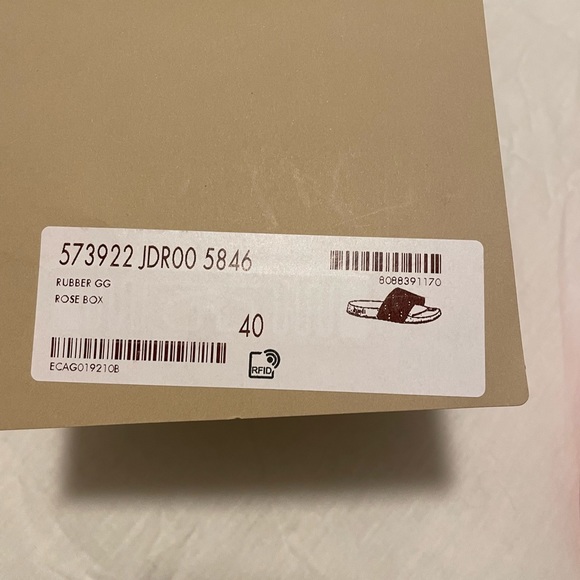 573922 JDR00 5846
8088391170
RUBBER GG
ROSE BOX
40
ECAG019210B
RFID